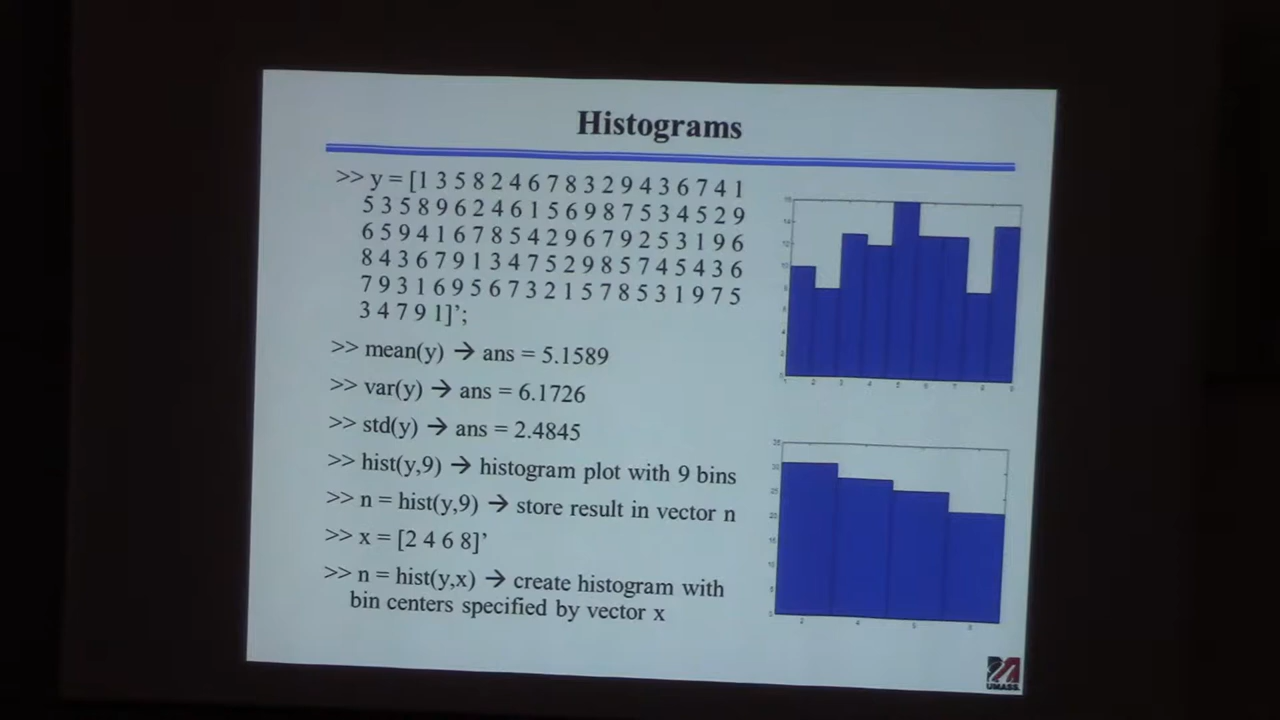 Histograms
>> y = [1 3 5 8 2 4 6 7 8 3 2 9 4 3 6 7 4 1
5 3 5 8 9 6 2 4 6 1 5 6 9 8 7 5 3 4 5 2 9
6 5 9 4 1 6 7 8 5 4 2 9 6 7 9 2 5 3 1 9 6
8 4 3 6 7 9 1 3 4 7 5 2 9 8 5 7 4 5 4 3 6
7 9 3 1 6 9 5 6 7 3 2 1 5 7 8 5 3 1 9 7 5
3 4 7 9 1]’;
>> mean(y) → ans = 5.1589
>> var(y) → ans = 6.1726
>> std(y) → ans = 2.4845
>> hist(y,9) → histogram plot with 9 bins
>> n = hist(y,9) → store result in vector n
>> x = [2 4 6 8]’
>> n = hist(y,x) → create histogram with
bin centers specified by vector x
UMASS